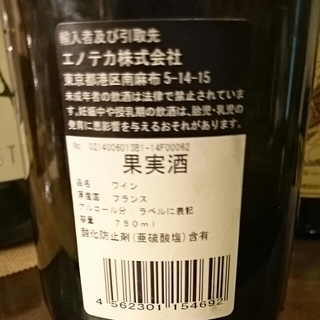 輸入者及び引取先
エノテカ株式会社
東京都港区南麻布5-14-15
未成年者の飲酒は法律で禁止されていま
す。妊娠中や授乳期の飲酒は、胎児・乳児の
発育に悪影響を与えるおそれがあります。
No. 0214006013B1-14F00062
果実酒
品名 ワイン
原産国 フランス
アルコール分 ラベルに表記
容量 750ml
酸化防止剤(亜硫酸塩)含有
4 562301 154692